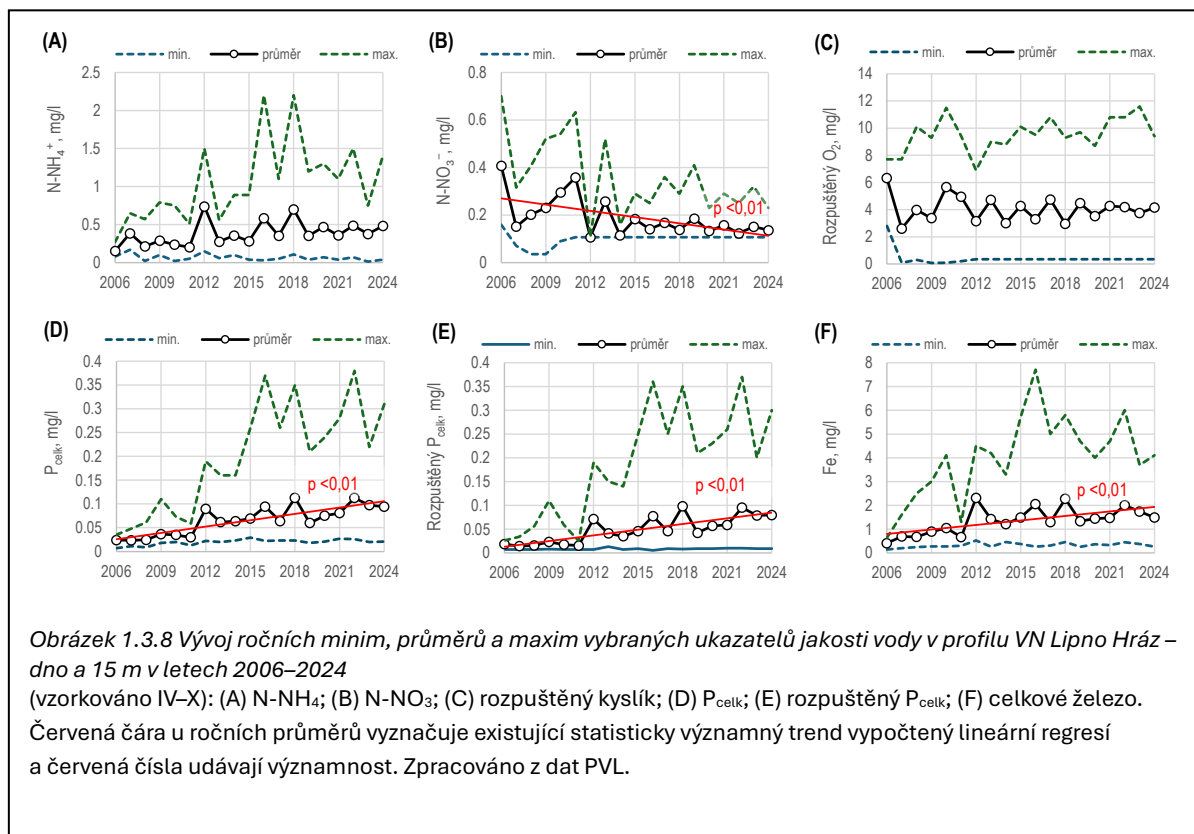 (A)
min. průměr max.
N-NH₄⁺, mg/l
2.5
2
1.5
1
0.5
0
2006 2009 2012 2015 2018 2021 2024
(B)
min. průměr max.
N-NO₃⁻, mg/l
0.8
0.6
0.4
0.2
0.0
p <0,01
2006 2009 2012 2015 2018 2021 2024
(C)
min. průměr max.
Rozpuštěný O₂, mg/l
14
12
10
8
6
4
2
0
2006 2009 2012 2015 2018 2021 2024
(D)
min. průměr max.
P꜀ₑₗₖ, mg/l
0.4
0.35
0.3
0.25
0.2
0.15
0.1
0.05
0
p <0,01
2006 2009 2012 2015 2018 2021 2024
(E)
min. průměr max.
Rozpuštěný P꜀ₑₗₖ, mg/l
0.4
0.35
0.3
0.25
0.2
0.15
0.1
0.05
0
p <0,01
2006 2009 2012 2015 2018 2021 2024
(F)
min. průměr max.
Fe, mg/l
8
7
6
5
4
3
2
1
0
p <0,01
2006 2009 2012 2015 2018 2021 2024
Obrázek 1.3.8 Vývoj ročních minim, průměrů a maxim vybraných ukazatelů jakosti vody v profilu VN Lipno Hráz –
dno a 15 m v letech 2006–2024
(vzorkováno IV–X): (A) N-NH₄; (B) N-NO₃; (C) rozpuštěný kyslík; (D) P꜀ₑₗₖ; (E) rozpuštěný P꜀ₑₗₖ; (F) celkové železo.
Červená čára u ročních průměrů vyznačuje existující statisticky významný trend vypočtený lineární regresí
a červená čísla udávají významnost. Zpracováno z dat PVL.